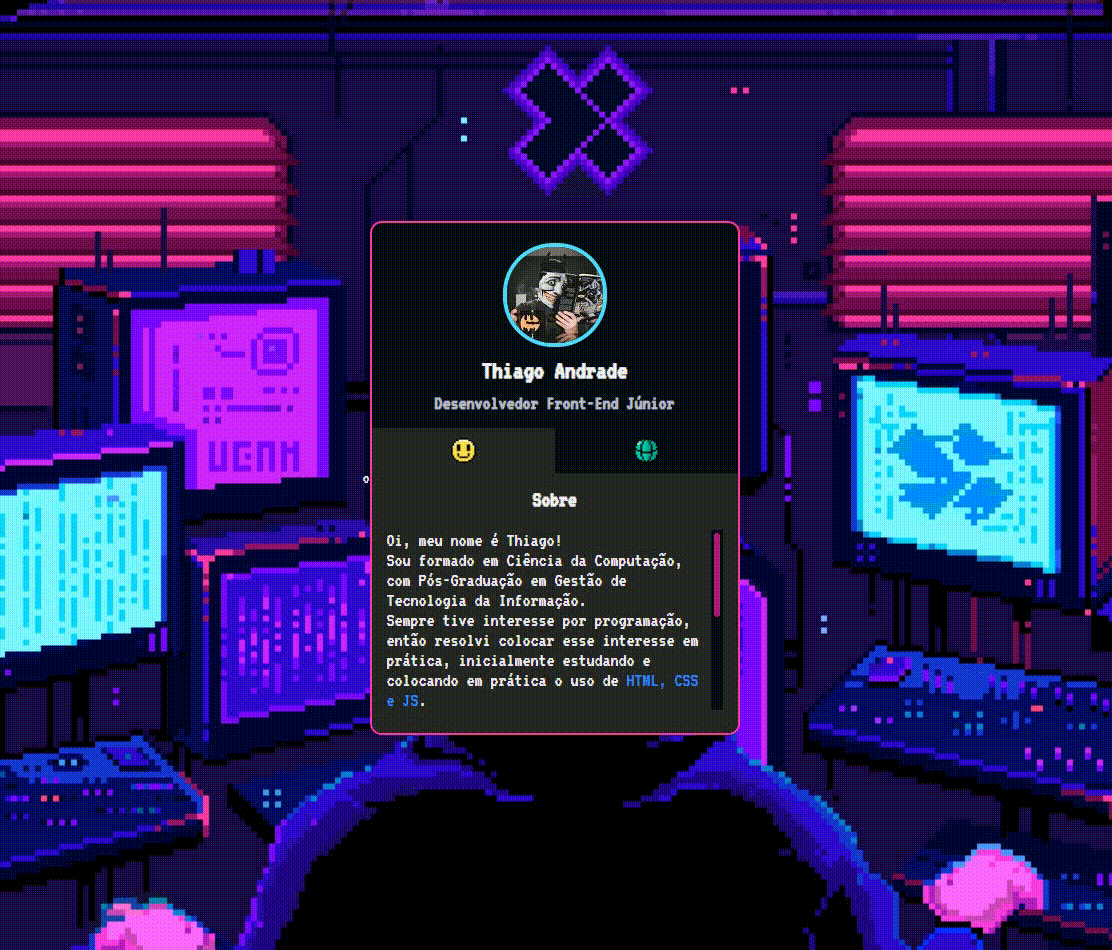 Thiago Andrade
Desenvolvedor Front-End Júnior
Sobre
Oi, meu nome é Thiago!
Sou formado em Ciência da Computação,
com Pós-Graduação em Gestão de
Tecnologia da Informação.
Sempre tive interesse por programação,
então resolvi colocar esse interesse em
prática, inicialmente estudando e
colocando em prática o uso de HTML, CSS
e JS.